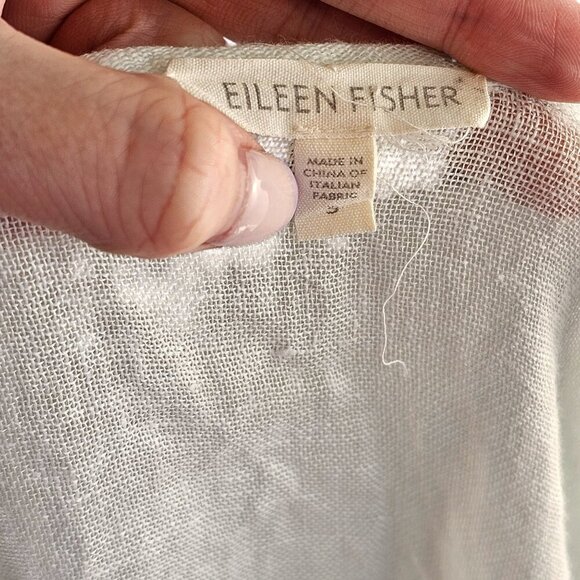 EILEEN FISHER
MADE IN
CHINA OF
ITALIAN
FABRIC